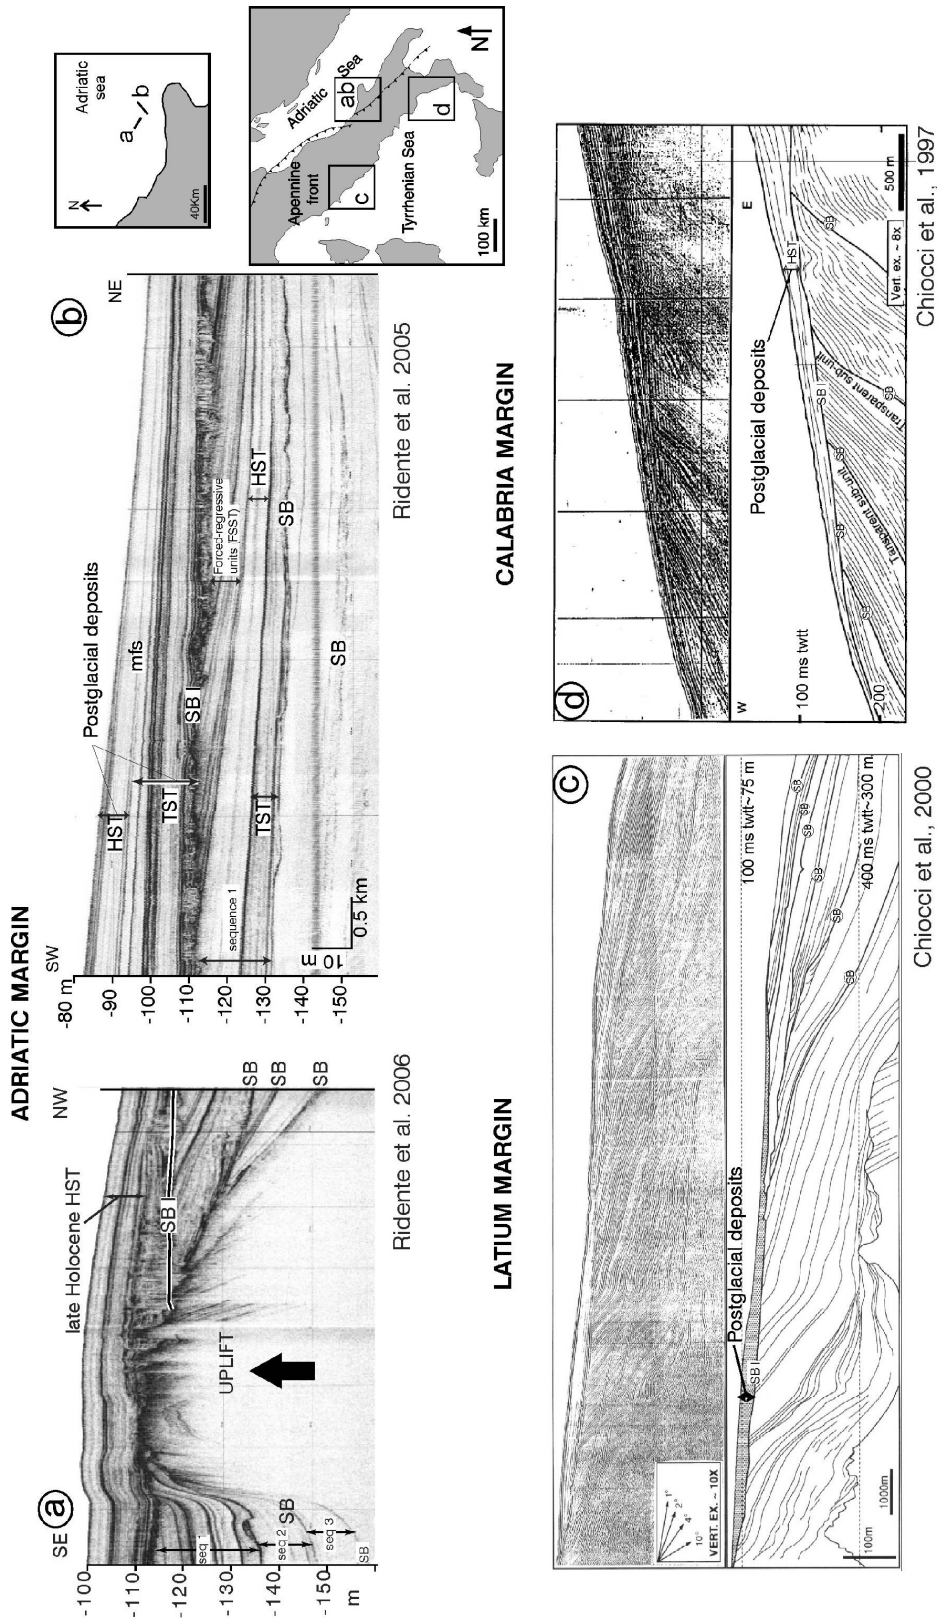 ADRIATIC MARGIN
a
SE
NW
late Holocene HST
SB I
UPLIFT
seq 1
seq 2
seq 3
SB
SB
SB
SB
SB
-100
-110
-120
-130
-140
-150
m
Ridente et al. 2006
b
SW
NE
-80 m
-90
-100
-110
-120
-130
-140
-150
Postglacial deposits
HST
mfs
TST
SB I
sequence 1
Forced-regressive
units (FSST)
TST
HST
SB
SB
10 m
0.5 km
Ridente et al. 2005
N
Adriatic
sea
a
b
40Km
Adriatic Sea
ab
Apennine
front
c
d
Tyrrhenian Sea
100 km
N
LATIUM MARGIN
c
1°
2°
4°
10°
VERT. EX. ~ 10X
Postglacial deposits
SB I
100 ms twtt~75 m
400 ms twtt~300 m
SB
SB
SB
SB
SB
SB
100m
1000m
Chiocci et al., 2000
CALABRIA MARGIN
d
W
E
Postglacial deposits
HST
100 ms twtt
200
SB I
SB
SB
SB
SB
Transparent sub-unit
Transparent sub-unit
Vert. ex. ~ 8x
500 m
Chiocci et al., 1997